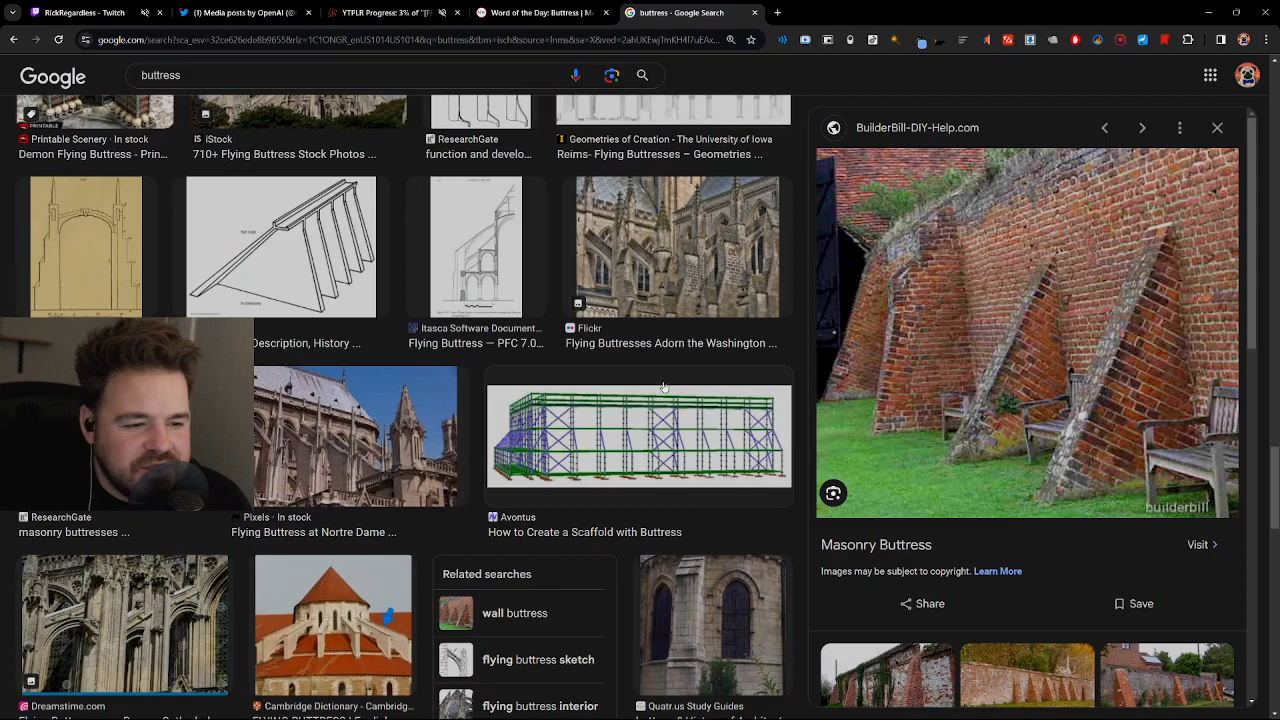 RickRegardless - Twitch
(1) Media posts by OpenAI (@
YTPLR Progress: 3% of "[F
Word of the Day: Buttress | M
buttress - Google Search
google.com/search?sca_esv=32ce626ede8b9655&rlz=1C1ONGR_enUS1014US1014&q=buttress&tbm=isch&source=lnms&sa=X&ved=2ahUKEwjTmKH4l7uEAx...
Google
buttress
PRINTABLE
Printable Scenery · In stock
Demon Flying Buttress - Prin...
iS iStock
710+ Flying Buttress Stock Photos ...
ResearchGate
function and develo...
Geometries of Creation - The University of Iowa
Reims- Flying Buttresses — Geometries ...
BuilderBill-DIY-Help.com
Description, History ...
Itasca Software Document...
Flying Buttress — PFC 7.0...
Flickr
Flying Buttresses Adorn the Washington ...
builderbill
ResearchGate
masonry buttresses ...
Pixels · In stock
Flying Buttress at Notre Dame ...
Avontus
How to Create a Scaffold with Buttress
Masonry Buttress
Visit
Images may be subject to copyright. Learn More
Share
Save
Related searches
wall buttress
flying buttress sketch
flying buttress interior
Dreamstime.com
Cambridge Dictionary - Cambridg...
Quatr.us Study Guides